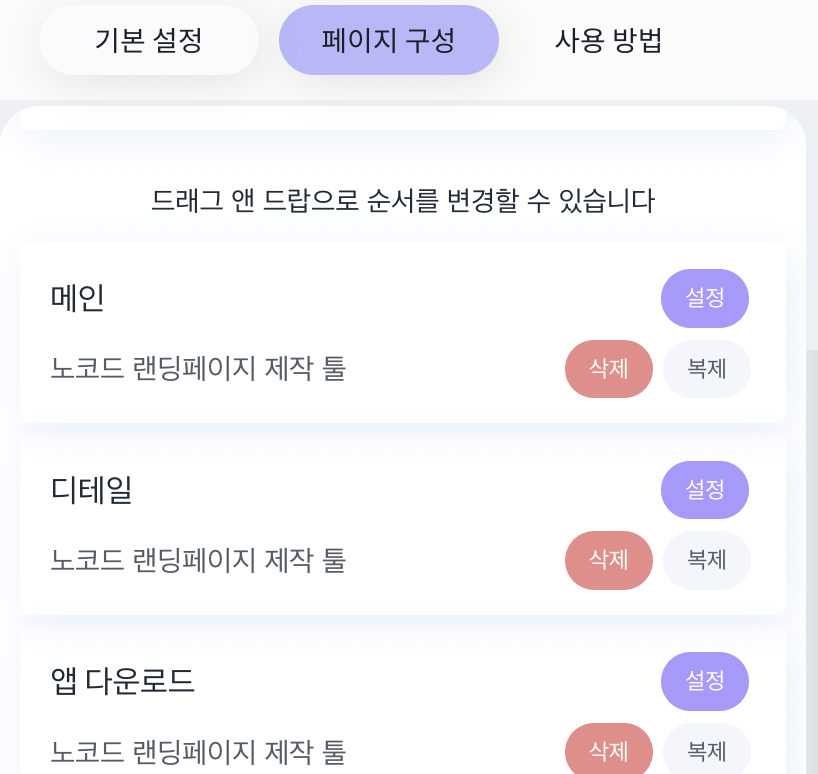 기본 설정 페이지 구성 사용 방법
드래그 앤 드랍으로 순서를 변경할 수 있습니다
메인 설정
노코드 랜딩페이지 제작 툴 삭제 복제
디테일 설정
노코드 랜딩페이지 제작 툴 삭제 복제
앱 다운로드 설정
노코드 랜딩페이지 제작 툴 삭제 복제